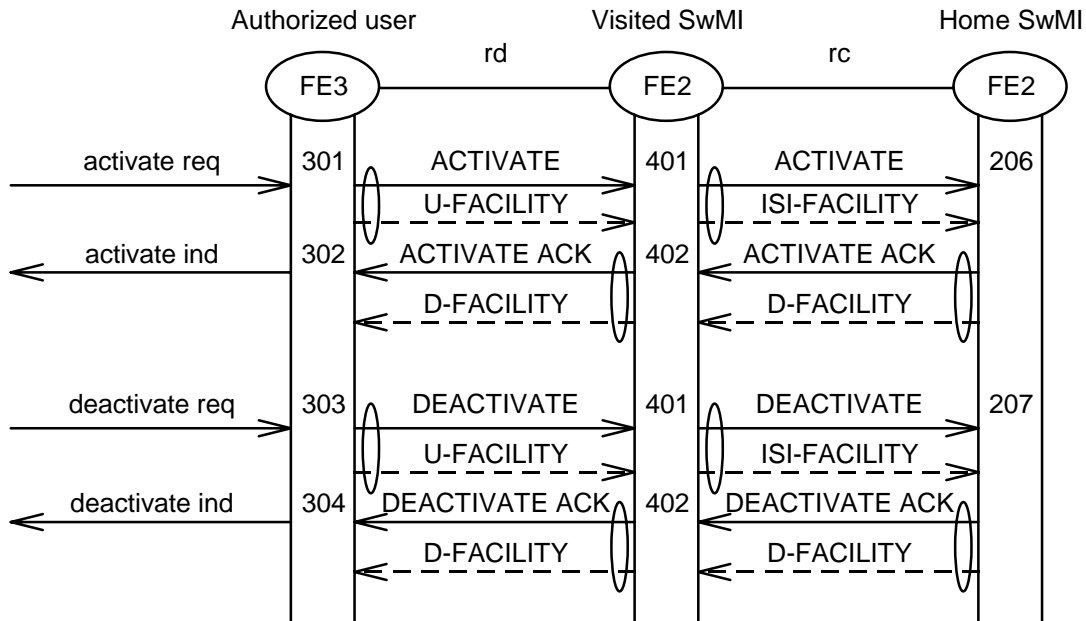 Authorized user Visited SwMI Home SwMI
rd rc
FE3 FE2 FE2
activate req 301 ACTIVATE 401 ACTIVATE 206
U-FACILITY ISI-FACILITY
activate ind 302 ACTIVATE ACK 402 ACTIVATE ACK
D-FACILITY D-FACILITY
deactivate req 303 DEACTIVATE 401 DEACTIVATE 207
U-FACILITY ISI-FACILITY
deactivate ind 304 DEACTIVATE ACK 402 DEACTIVATE ACK
D-FACILITY D-FACILITY